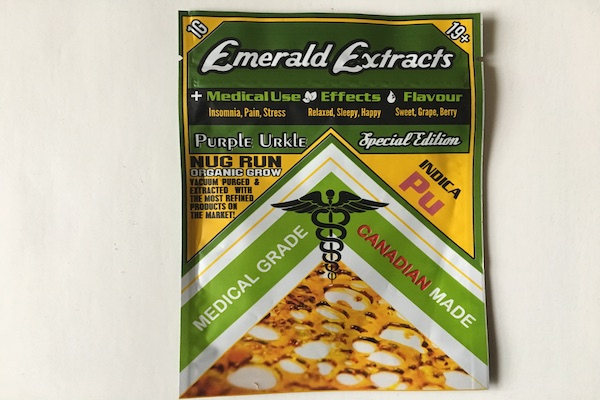 1G
19+
Emerald Extracts
+ Medical Use Effects Flavour
Insomnia, Pain, Stress Relaxed, Sleepy, Happy Sweet, Grape, Berry
Purple Urkle Special Edition
NUG RUN
ORGANIC GROW
VACUUM PURGED &
EXTRACTED WITH
THE MOST REFINED
PRODUCTS ON
THE MARKET!
INDICA
Pu
MEDICAL GRADE
CANADIAN MADE